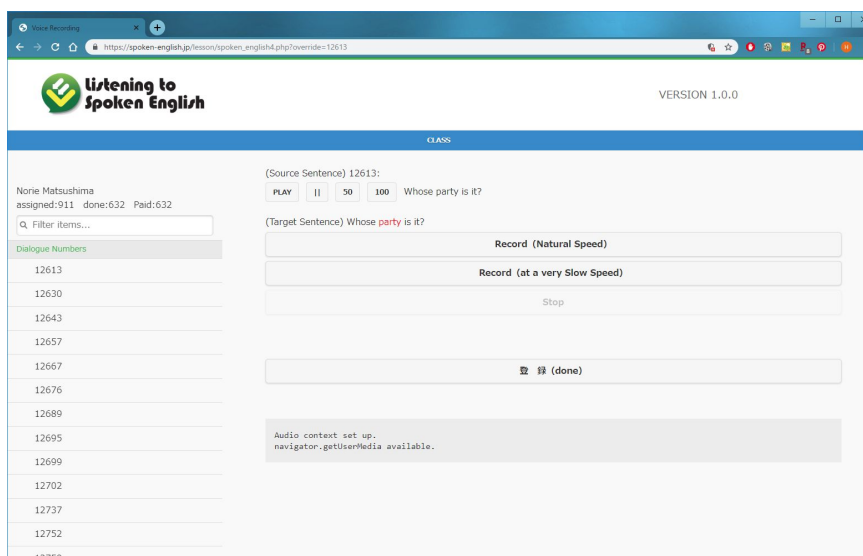 Voice Recording
https://spoken-english.jp/lesson/spoken_english4.php?override=12613
Listening to
Spoken English
VERSION 1.0.0
CLASS
Norie Matsushima
assigned:911 done:632 Paid:632
Filter items...
Dialogue Numbers
12613
12630
12643
12657
12667
12676
12689
12695
12699
12702
12737
12752
(Source Sentence) 12613:
PLAY || 50 100 Whose party is it?
(Target Sentence) Whose party is it?
Record (Natural Speed)
Record (at a very Slow Speed)
Stop
登 録 (done)
Audio context set up.
navigator.getUserMedia available.